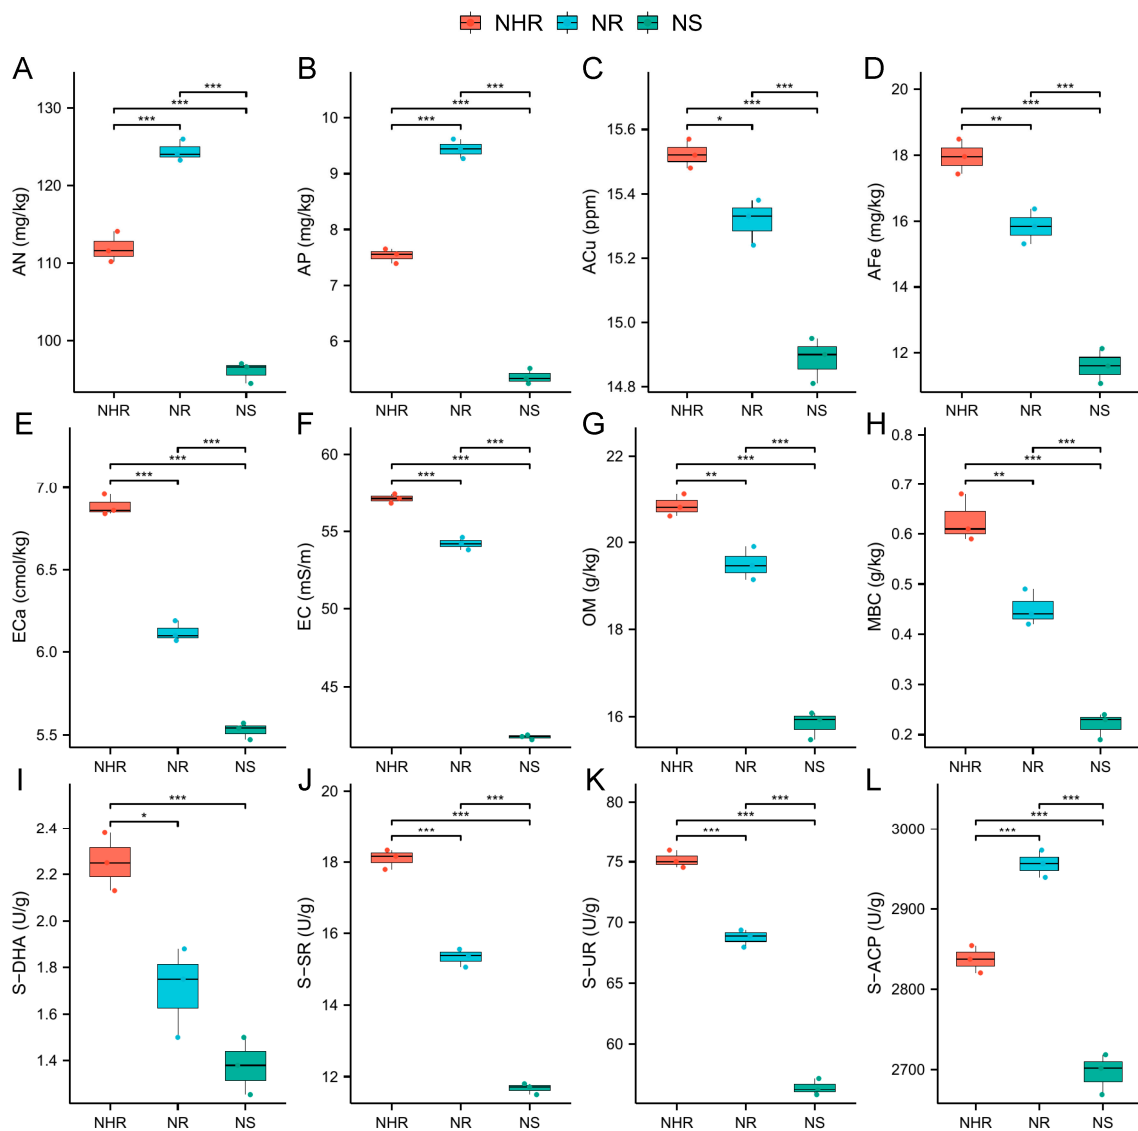 NHR NR NS
A
AN (mg/kg)
130
120
110
100
***
***
***
NHR NR NS
B
AP (mg/kg)
10
9
8
7
6
***
***
***
NHR NR NS
C
ACu (ppm)
15.6
15.4
15.2
15.0
14.8
***
***
*
NHR NR NS
D
AFe (mg/kg)
20
18
16
14
12
***
***
**
NHR NR NS
E
ECa (cmol/kg)
7.0
6.5
6.0
5.5
***
***
***
NHR NR NS
F
EC (mS/m)
60
55
50
45
***
***
***
NHR NR NS
G
OM (g/kg)
22
20
18
16
***
***
**
NHR NR NS
H
MBC (g/kg)
0.8
0.7
0.6
0.5
0.4
0.3
0.2
***
***
**
NHR NR NS
I
S−DHA (U/g)
2.4
2.2
2.0
1.8
1.6
1.4
***
*
NHR NR NS
J
S−SR (U/g)
20
18
16
14
12
***
***
***
NHR NR NS
K
S−UR (U/g)
80
75
70
65
60
***
***
***
NHR NR NS
L
S−ACP (U/g)
3000
2900
2800
2700
***
***
***
NHR NR NS